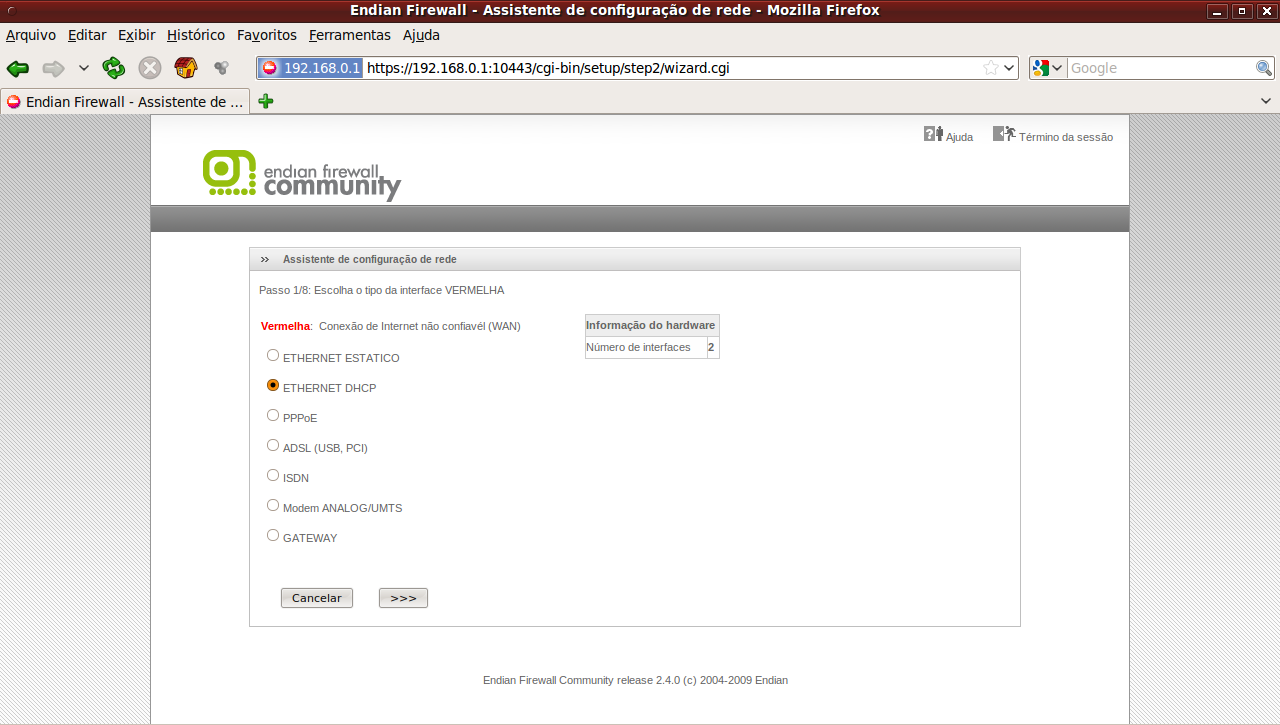 Endian Firewall - Assistente de configuração de rede - Mozilla Firefox
Arquivo Editar Exibir Histórico Favoritos Ferramentas Ajuda
192.168.0.1 https://192.168.0.1:10443/cgi-bin/setup/step2/wizard.cgi Google
Endian Firewall - Assistente de ...
Ajuda Término da sessão
endian firewall
community
Assistente de configuração de rede
Passo 1/8: Escolha o tipo da interface VERMELHA
Vermelha: Conexão de Internet não confiavél (WAN)
Informação do hardware
Número de interfaces 2
ETHERNET ESTATICO
ETHERNET DHCP
PPPoE
ADSL (USB, PCI)
ISDN
Modem ANALOG/UMTS
GATEWAY
Cancelar >>>
Endian Firewall Community release 2.4.0 (c) 2004-2009 Endian